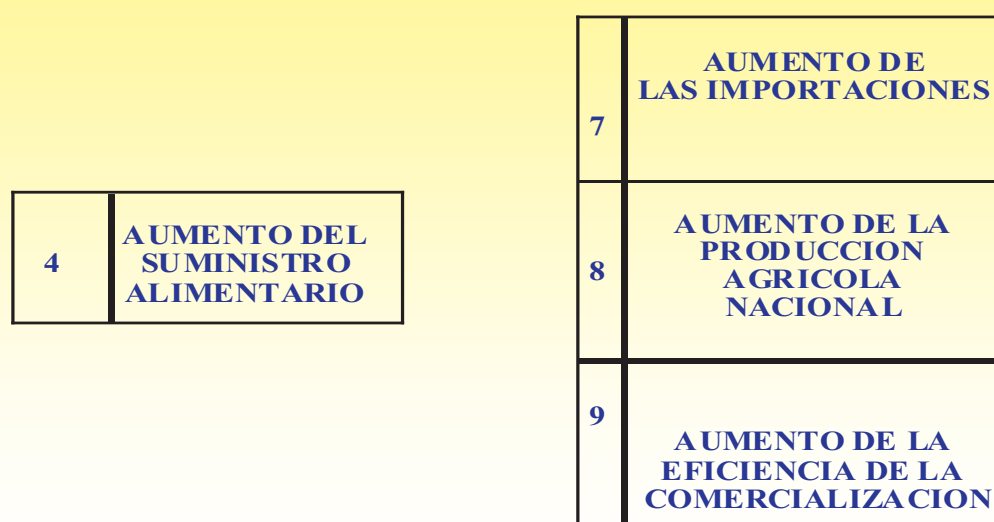 4
AUMENTO DEL
SUMINISTRO
ALIMENTARIO
7
AUMENTO DE
LAS IMPORTACIONES
8
AUMENTO DE LA
PRODUCCION
AGRICOLA
NACIONAL
9
AUMENTO DE LA
EFICIENCIA DE LA
COMERCIALIZACION